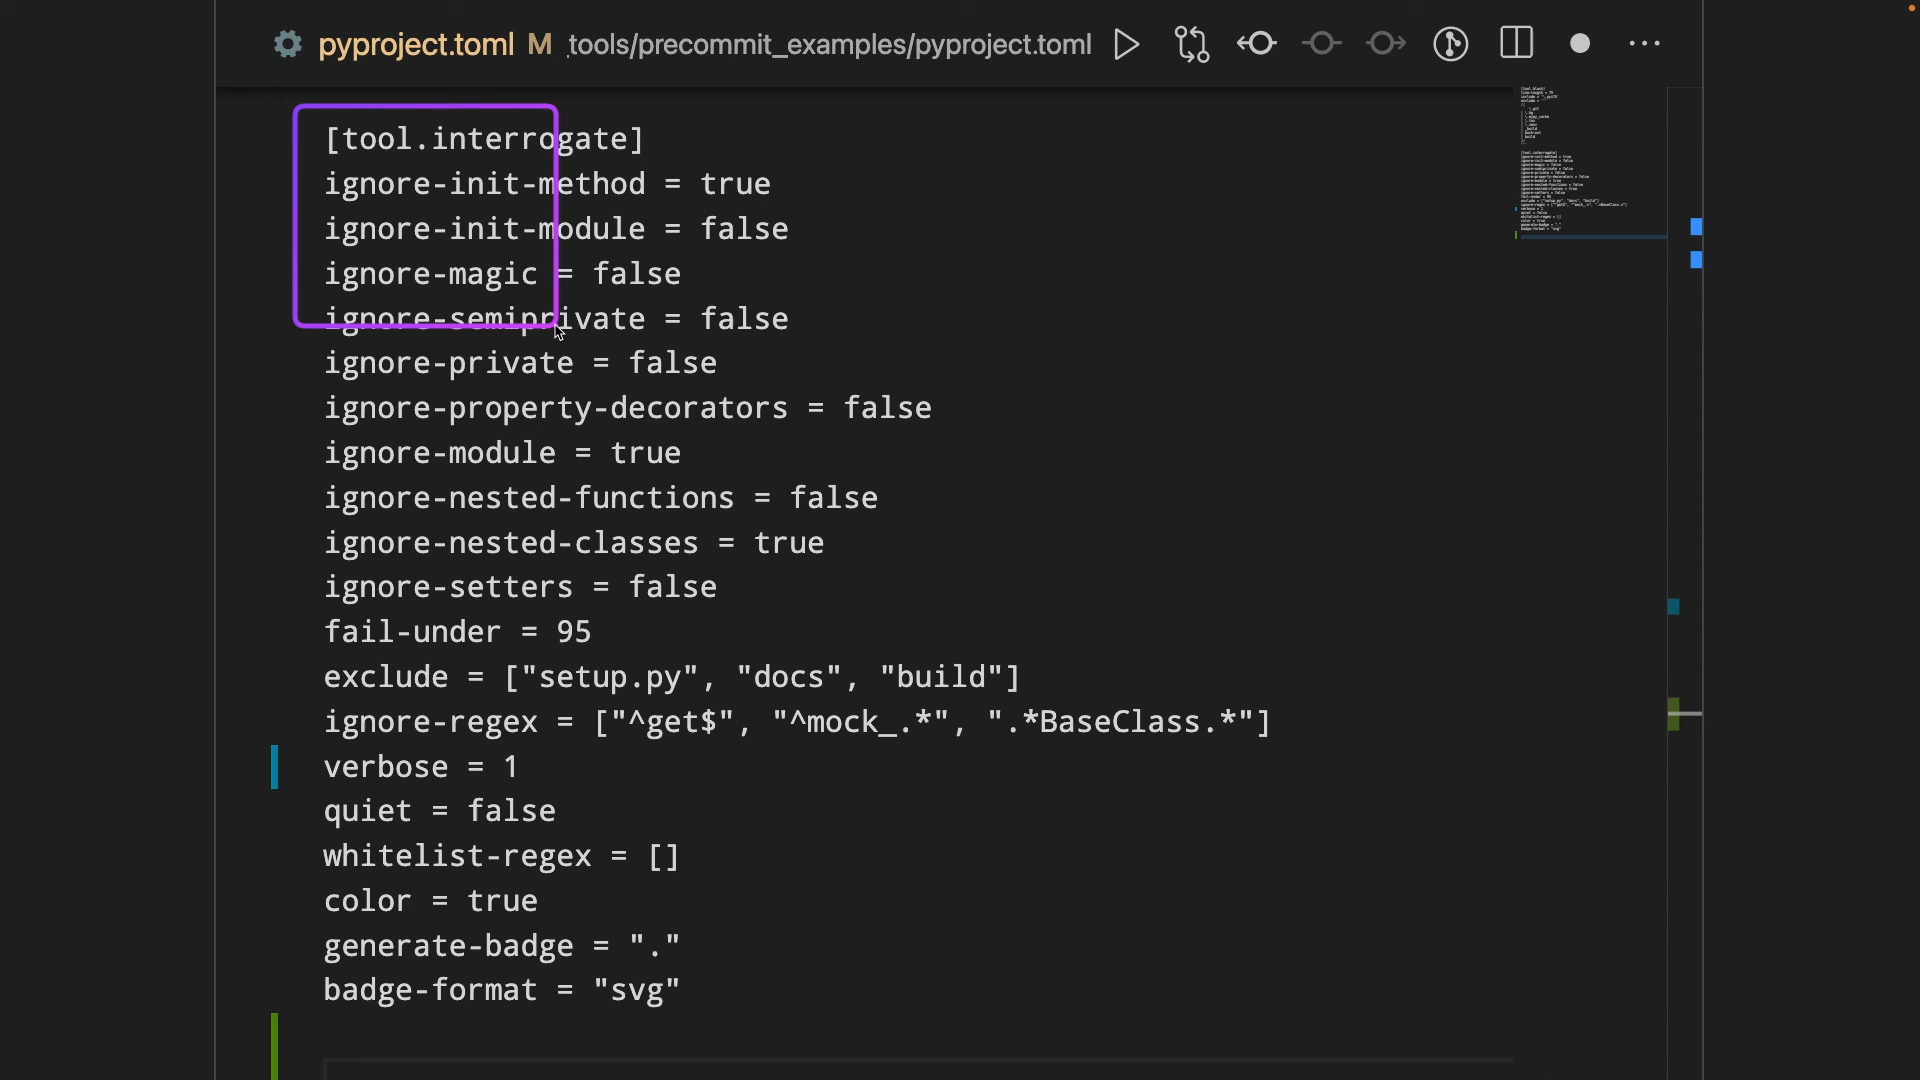 pyproject.toml M .tools/precommit_examples/pyproject.toml
[tool.interrogate]
ignore-init-method = true
ignore-init-module = false
ignore-magic = false
ignore-semiprivate = false
ignore-private = false
ignore-property-decorators = false
ignore-module = true
ignore-nested-functions = false
ignore-nested-classes = true
ignore-setters = false
fail-under = 95
exclude = ["setup.py", "docs", "build"]
ignore-regex = ["^get$", "^mock_.*", ".*BaseClass.*"]
verbose = 1
quiet = false
whitelist-regex = []
color = true
generate-badge = "."
badge-format = "svg"